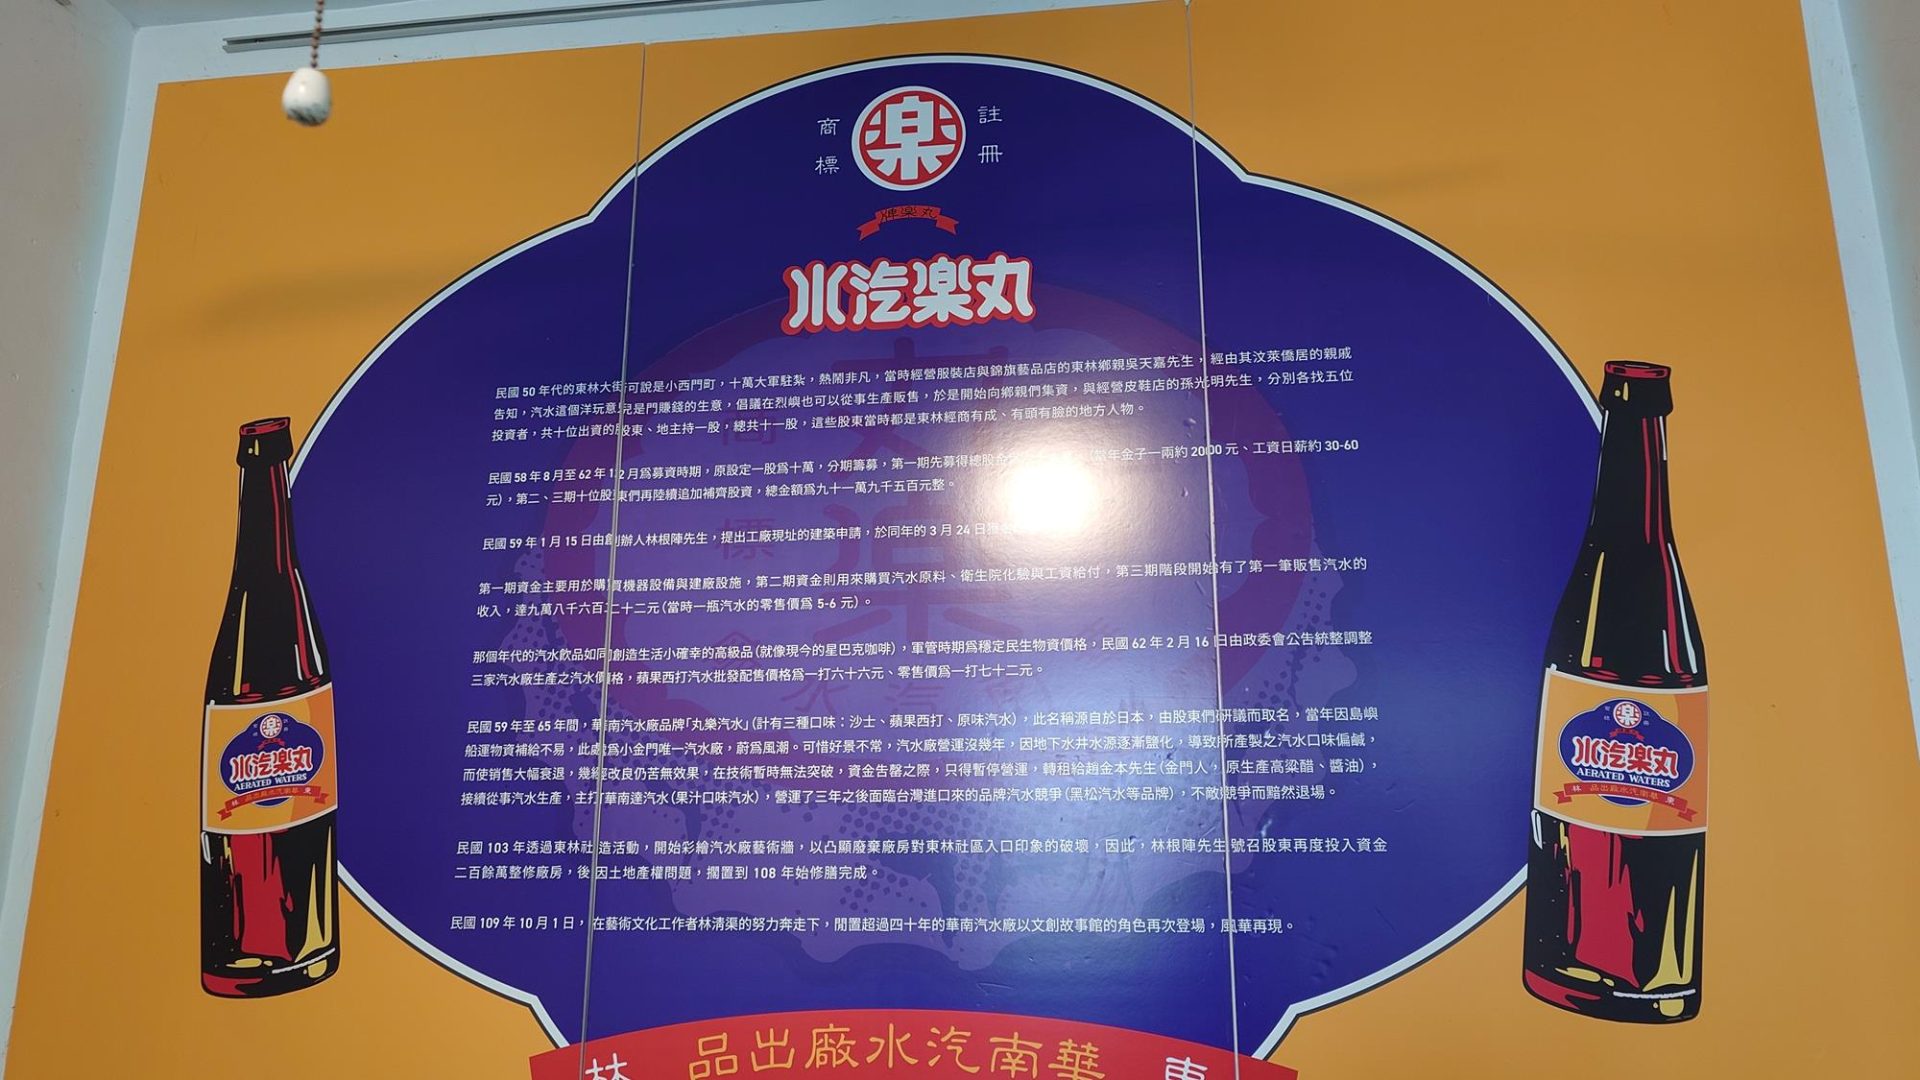 註冊
商標
丸楽牌
丸楽汽水
民國 50 年代的東林大街可說是小西門町，十萬大軍駐紮，熱鬧非凡，當時經營服裝店與錦旗藝品店的東林鄉親吳天嘉先生，經由其汶萊僑居的親戚
告知，汽水這個洋玩意兒是門賺錢的生意，倡議在烈嶼也可以從事生產販售，於是開始向鄉親們集資，與經營皮鞋店的孫光明先生，分別各找五位
投資者，共十位出資的股東、地主持一股，總共十一股，這些股東當時都是東林經商有成、有頭有臉的地方人物。
民國 58 年 8 月至 62 年 12 月為募資時期，原設定一股為十萬，分期籌募，第一期先募得總股金 (當年金子一兩約 2000 元、工資日薪約 30-60
元)，第二、三期十位股東們再陸續追加補齊股資，總金額為九十一萬九千五百元整。
民國 59 年 1 月 15 日由創辦人林根陣先生，提出工廠現址的建築申請，於同年的 3 月 24 日獲
第一期資金主要用於購買機器設備與建廠設施，第二期資金則用來購買汽水原料、衛生院化驗與工資給付，第三期階段開始有了第一筆販售汽水的
收入，達九萬八千六百二十二元(當時一瓶汽水的零售價為 5-6 元)。
那個年代的汽水飲品如同創造生活小確幸的高級品(就像現今的星巴克咖啡)，軍管時期為穩定民生物資價格，民國 62 年 2 月 16 日由政委會公告統整調整
三家汽水廠生產之汽水價格，蘋果西打汽水批發配售價格為一打六十六元、零售價為一打七十二元。
民國 59 年至 65 年間，華南汽水廠品牌「丸樂汽水」(計有三種口味：沙士、蘋果西打、原味汽水)，此名稱源自於日本，由股東們研議而取名，當年因島嶼
船運物資補給不易，此處為小金門唯一汽水廠，蔚為風潮。可惜好景不常，汽水廠營運沒幾年，因地下水井水源逐漸鹽化，導致所產製之汽水口味偏鹹，
而使銷售大幅衰退，幾經改良仍苦無效果，在技術暫時無法突破，資金告罄之際，只得暫停營運，轉租給趙金本先生(金門人，原生產高粱醋、醬油)，
接續從事汽水生產，主打華南達汽水(果汁口味汽水)，營運了三年之後面臨台灣進口來的品牌汽水競爭(黑松汽水等品牌)，不敵競爭而黯然退場。
民國 103 年透過東林社造活動，開始彩繪汽水廠藝術牆，以凸顯廢棄廠房對東林社區入口印象的破壞，因此，林根陣先生號召股東再度投入資金
二百餘萬整修廠房，後因土地產權問題，擱置到 108 年始修膳完成。
民國 109 年 10 月 1 日，在藝術文化工作者林清渠的努力奔走下，閒置超過四十年的華南汽水廠以文創故事館的角色再次登場，風華再現。
丸楽汽水
AERATED WATERS
東 華南汽水廠出品 林
丸楽汽水
AERATED WATERS
東 華南汽水廠出品 林
東 華南汽水廠出品 林